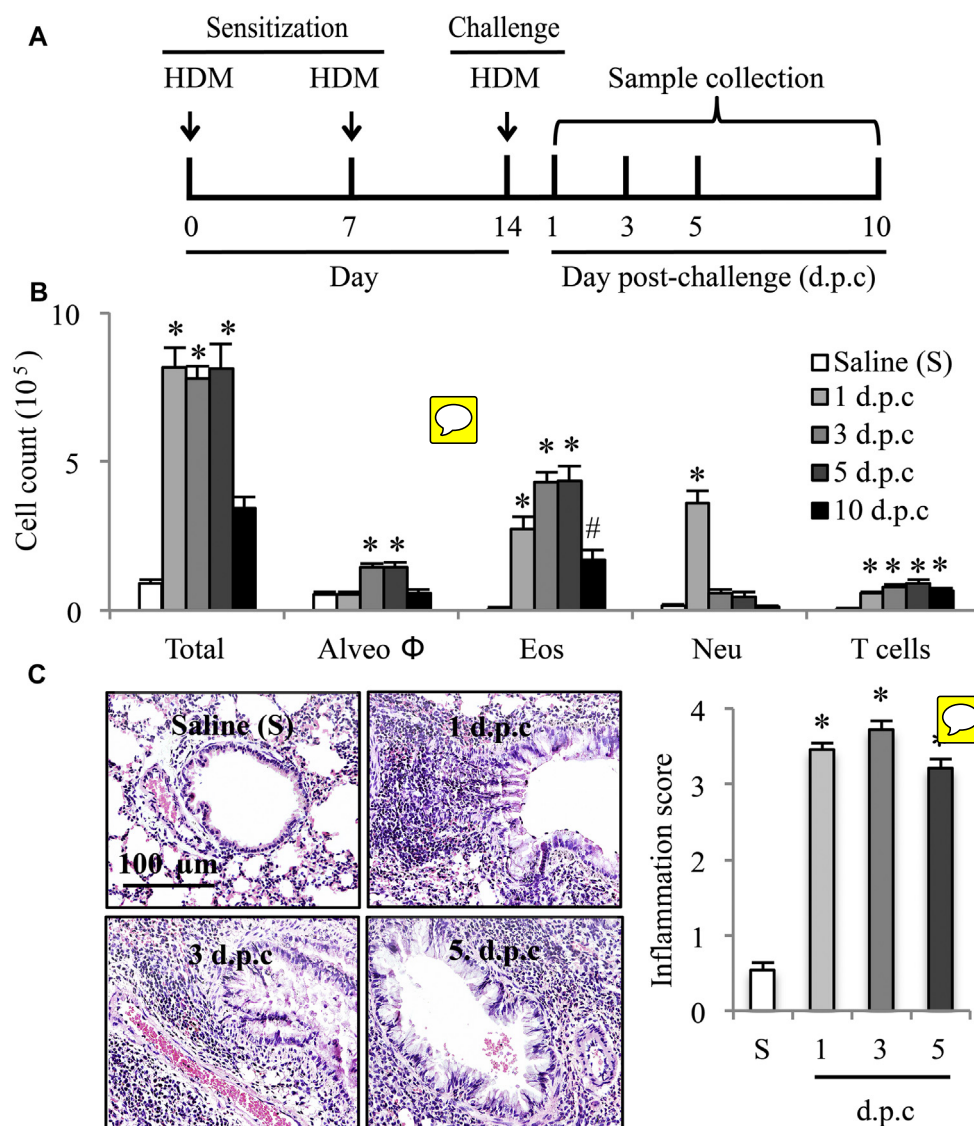 A
Sensitization
Challenge
HDM HDM HDM
Sample collection
0 7 14 1 3 5 10
Day
Day post-challenge (d.p.c)
B
Cell count (10⁵)
10
5
0
* * *
* *
* * * #
*
* * * *
Saline (S)
1 d.p.c
3 d.p.c
5 d.p.c
10 d.p.c
Total Alveo Φ Eos Neu T cells
C
Saline (S)
100 µm
1 d.p.c
3 d.p.c
5. d.p.c
Inflammation score
4
3
2
1
0
* * *
S 1 3 5
d.p.c